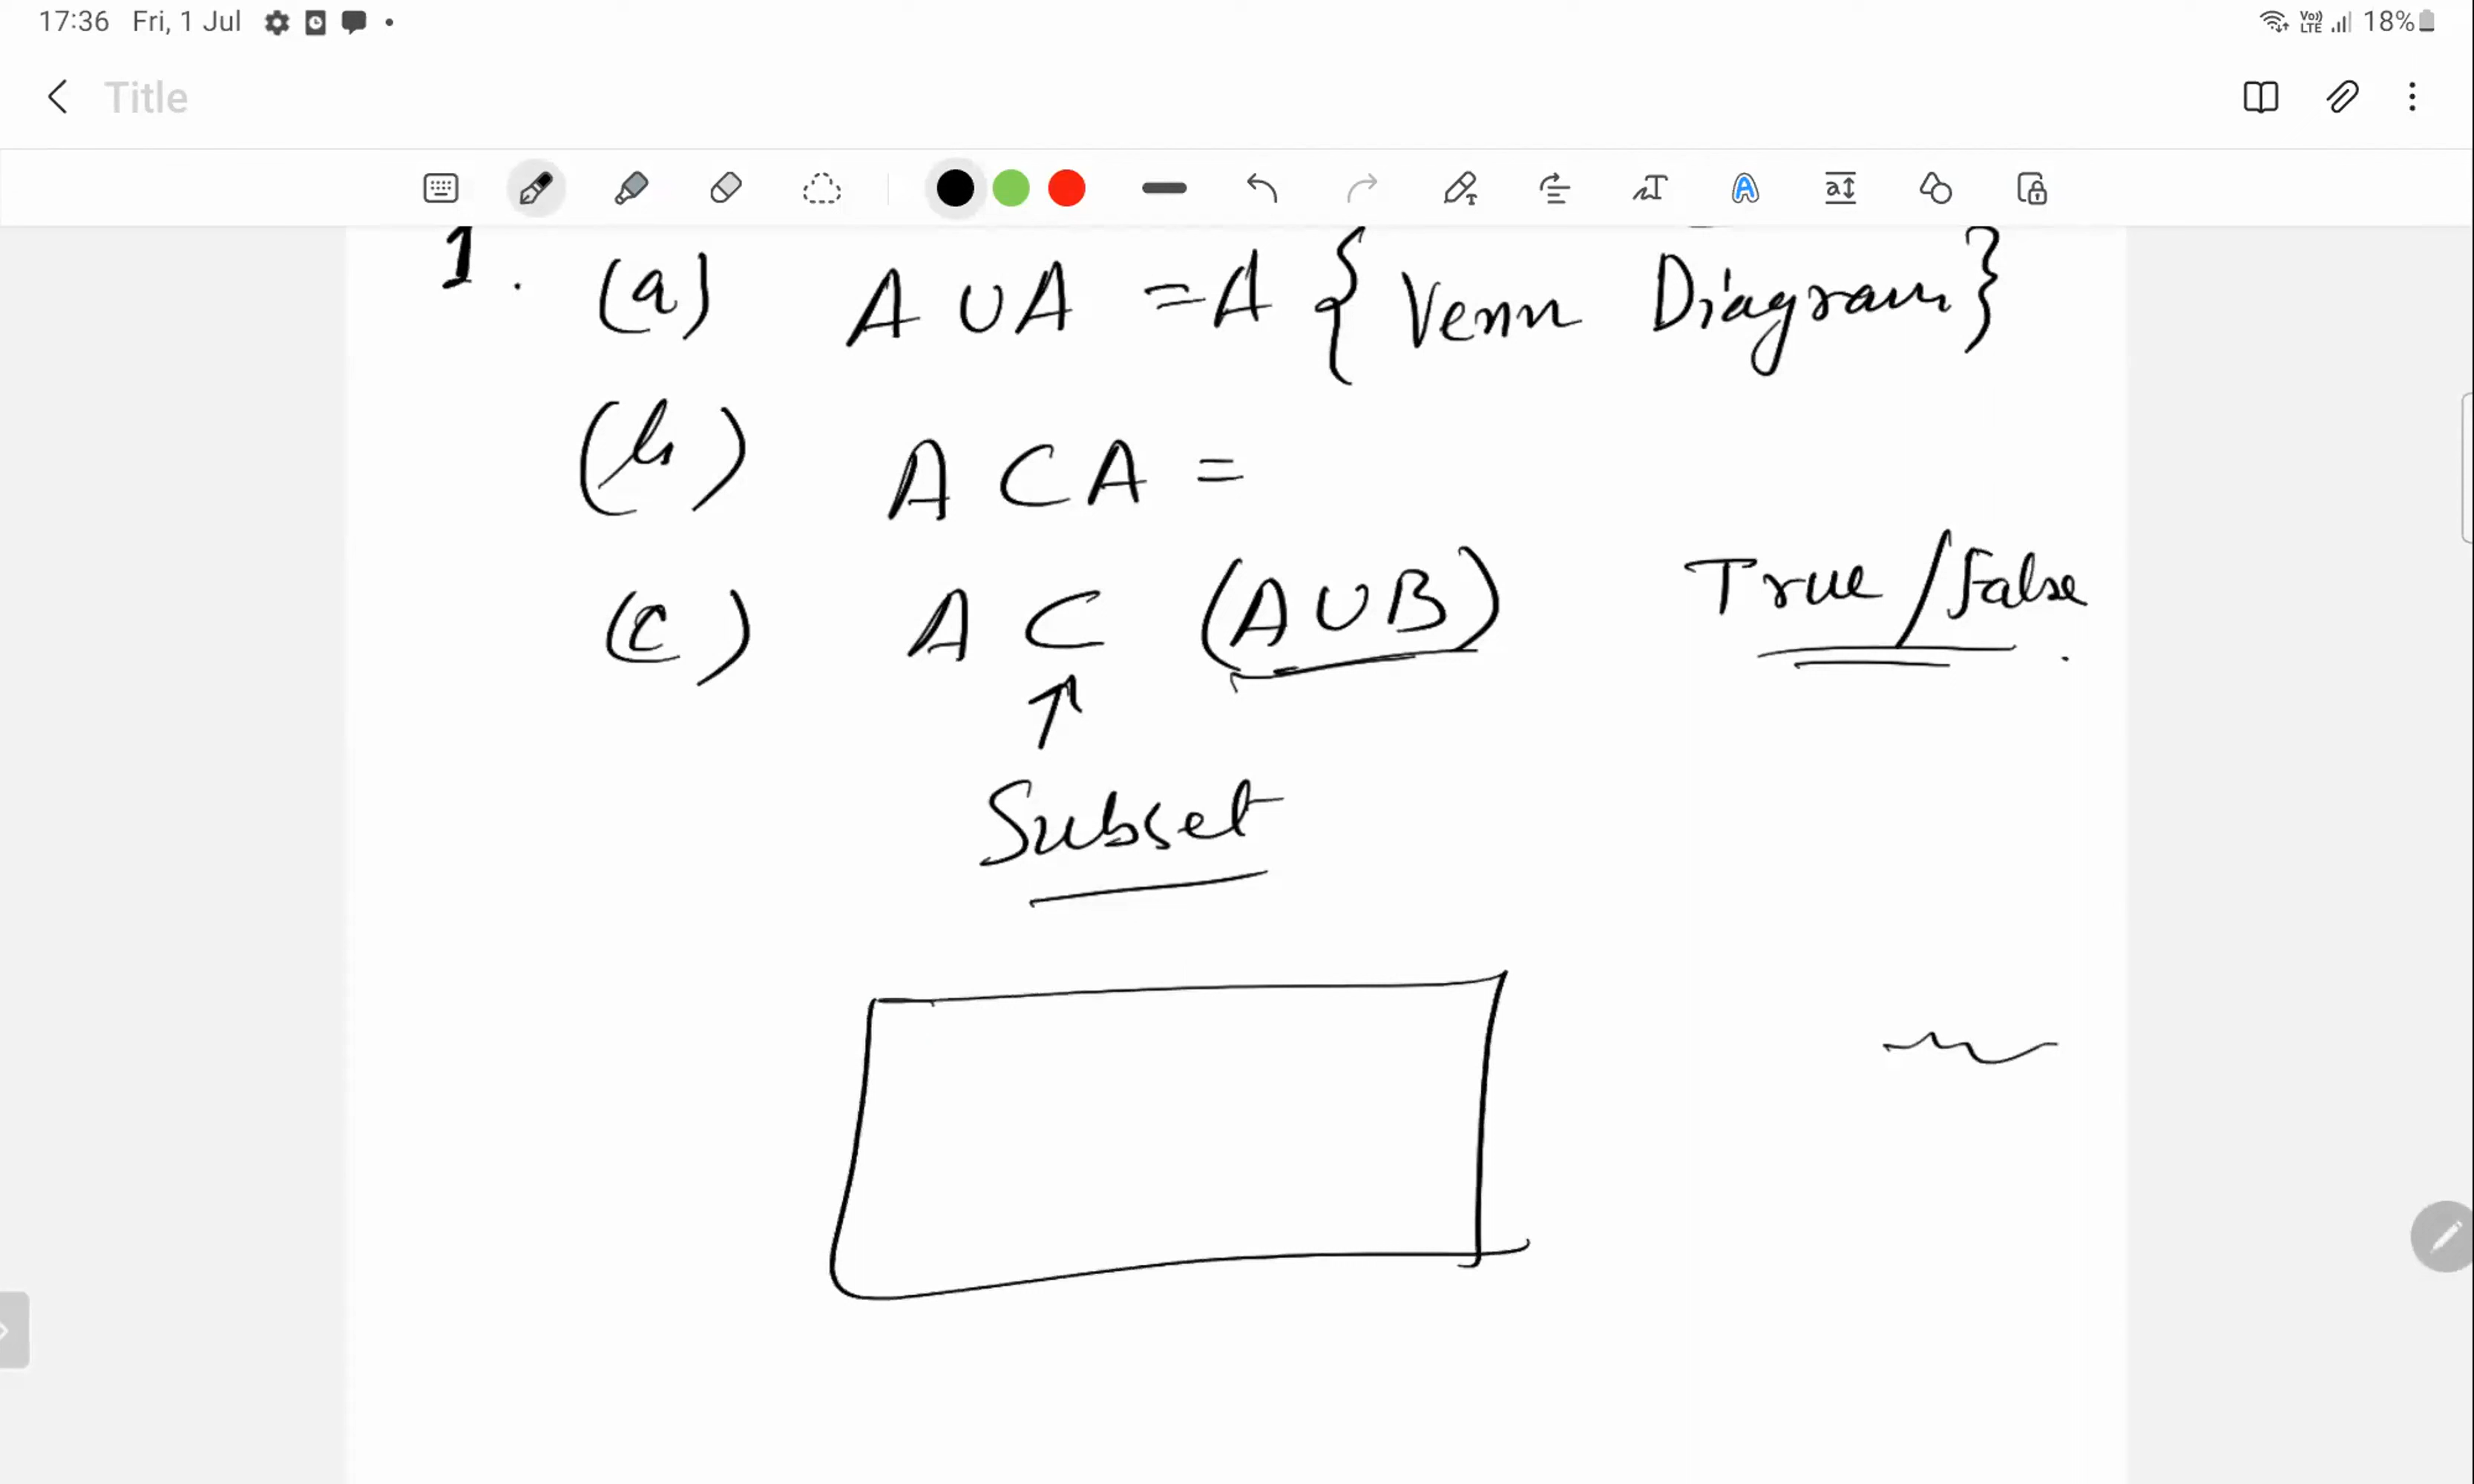 17:36 Fri, 1 Jul 18%
Title
1. (a) A ∪ A = A { Venn Diagram }
(b) A ⊂ A =
(c) A ⊂ (A ∪ B) True/False.
↑
Subset